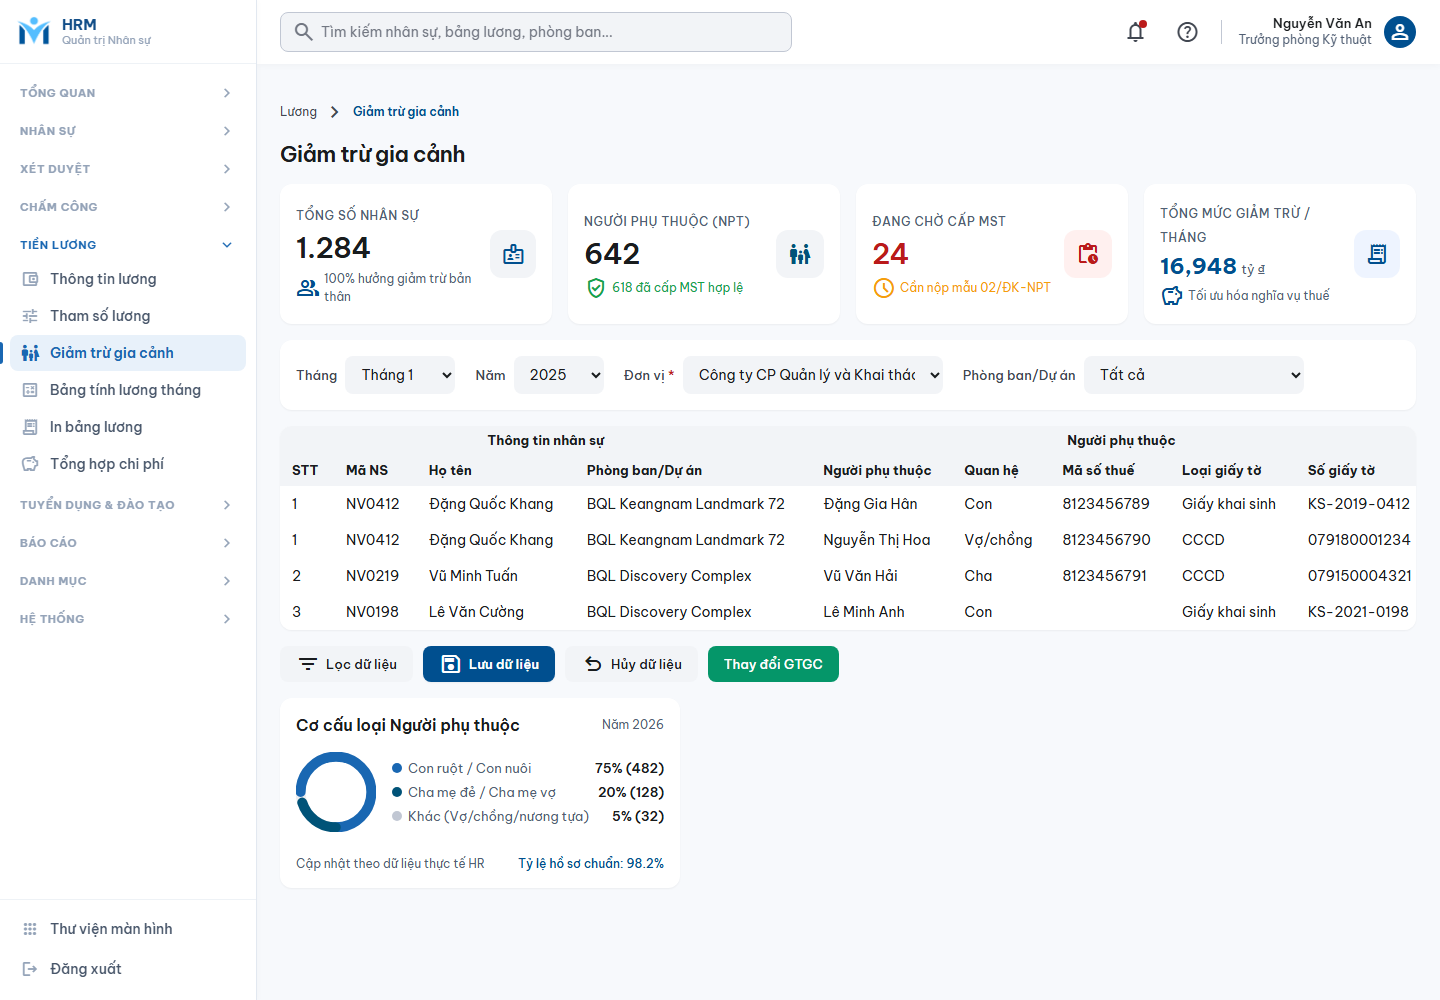 HRM
Quản trị Nhân sự
TỔNG QUAN
NHÂN SỰ
XÉT DUYỆT
CHẤM CÔNG
TIỀN LƯƠNG
Thông tin lương
Tham số lương
Giảm trừ gia cảnh
Bảng tính lương tháng
In bảng lương
Tổng hợp chi phí
TUYỂN DỤNG & ĐÀO TẠO
BÁO CÁO
DANH MỤC
HỆ THỐNG
Thư viện màn hình
Đăng xuất
Tìm kiếm nhân sự, bảng lương, phòng ban...
Nguyễn Văn An
Trưởng phòng Kỹ thuật
Lương Giảm trừ gia cảnh
Giảm trừ gia cảnh
TỔNG SỐ NHÂN SỰ
1.284
100% hưởng giảm trừ bản
thân
NGƯỜI PHỤ THUỘC (NPT)
642
618 đã cấp MST hợp lệ
ĐANG CHỜ CẤP MST
24
Cần nộp mẫu 02/ĐK-NPT
TỔNG MỨC GIẢM TRỪ /
THÁNG
16,948 tỷ đ
Tối ưu hóa nghĩa vụ thuế
Tháng Tháng 1 Năm 2025 Đơn vị * Công ty CP Quản lý và Khai thác Phòng ban/Dự án Tất cả
Thông tin nhân sự Người phụ thuộc
STT Mã NS Họ tên Phòng ban/Dự án Người phụ thuộc Quan hệ Mã số thuế Loại giấy tờ Số giấy tờ
1 NV0412 Đặng Quốc Khang BQL Keangnam Landmark 72 Đặng Gia Hân Con 8123456789 Giấy khai sinh KS-2019-0412
1 NV0412 Đặng Quốc Khang BQL Keangnam Landmark 72 Nguyễn Thị Hoa Vợ/chồng 8123456790 CCCD 079180001234
2 NV0219 Vũ Minh Tuấn BQL Discovery Complex Vũ Văn Hải Cha 8123456791 CCCD 079150004321
3 NV0198 Lê Văn Cường BQL Discovery Complex Lê Minh Anh Con Giấy khai sinh KS-2021-0198
Lọc dữ liệu Lưu dữ liệu Hủy dữ liệu Thay đổi GTGC
Cơ cấu loại Người phụ thuộc Năm 2026
Con ruột / Con nuôi 75% (482)
Cha mẹ đẻ / Cha mẹ vợ 20% (128)
Khác (Vợ/chồng/nương tựa) 5% (32)
Cập nhật theo dữ liệu thực tế HR Tỷ lệ hồ sơ chuẩn: 98.2%